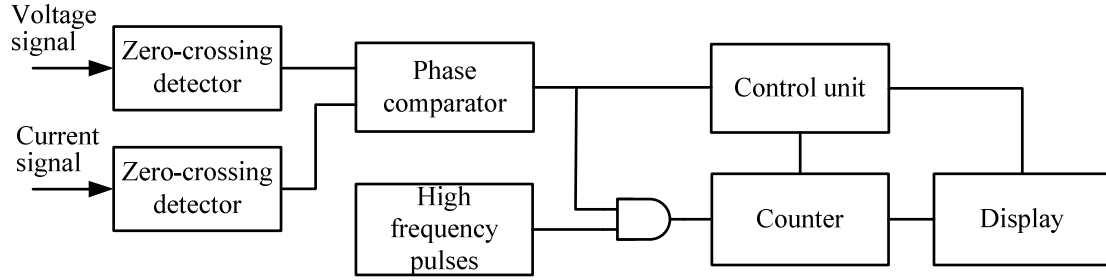 Voltage
signal
Zero-crossing
detector
Phase
comparator
Control unit
Current
signal
Zero-crossing
detector
High
frequency
pulses
Counter
Display